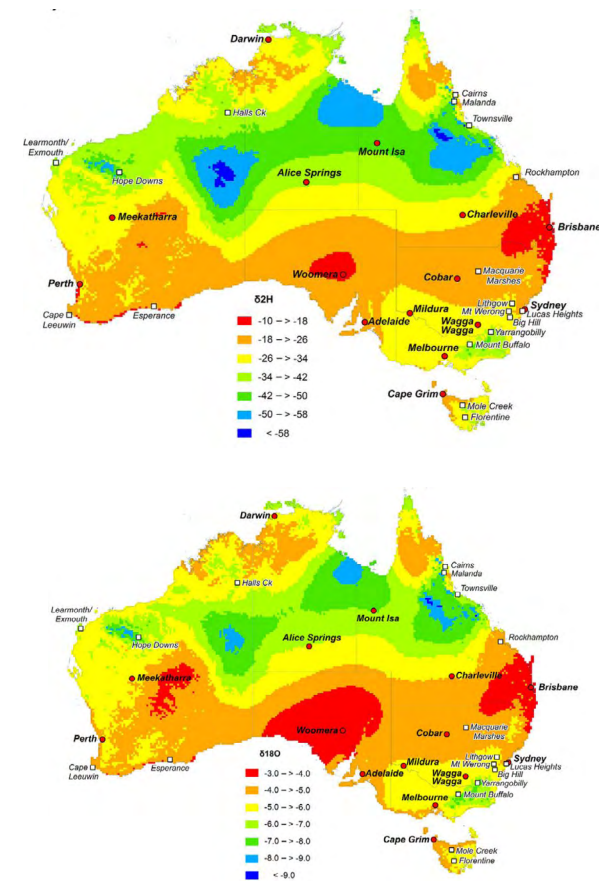 Darwin
Cairns
Malanda
Halls Ck
Townsville
Learmonth/
Exmouth
Mount Isa
Hope Downs
Alice Springs
Rockhampton
Meekatharra
Charleville
Brisbane
Woomera
Cobar
Macquarie
Marshes
Perth
Cape
Leeuwin
Esperance
Adelaide
Mildura
Wagga
Wagga
Lithgow
Mt Werong
Sydney
Lucas Heights
Big Hill
Yarrangobilly
Mount Buffalo
Melbourne
Cape Grim
Mole Creek
Florentine
δ2H
-10 –> -18
-18 –> -26
-26 –> -34
-34 –> -42
-42 –> -50
-50 –> -58
< -58
Darwin
Cairns
Malanda
Halls Ck
Townsville
Learmonth/
Exmouth
Mount Isa
Hope Downs
Alice Springs
Rockhampton
Meekatharra
Charleville
Brisbane
Woomera
Cobar
Macquarie
Marshes
Perth
Cape
Leeuwin
Esperance
Adelaide
Mildura
Wagga
Wagga
Lithgow
Mt Werong
Sydney
Lucas Heights
Big Hill
Yarrangobilly
Mount Buffalo
Melbourne
Cape Grim
Mole Creek
Florentine
δ18O
-3.0 –> -4.0
-4.0 –> -5.0
-5.0 –> -6.0
-6.0 –> -7.0
-7.0 –> -8.0
-8.0 –> -9.0
< -9.0